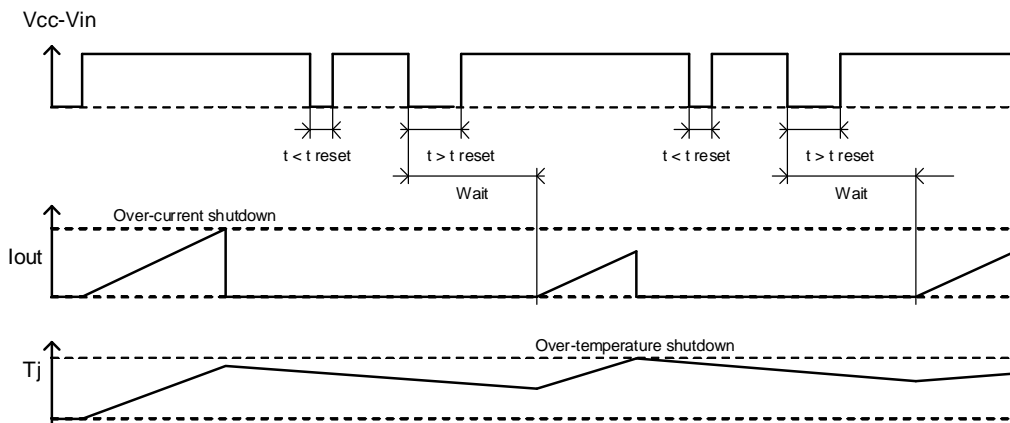 Vcc-Vin
t < t reset
t > t reset
t < t reset
t > t reset
Wait
Wait
Over-current shutdown
Iout
Over-temperature shutdown
Tj